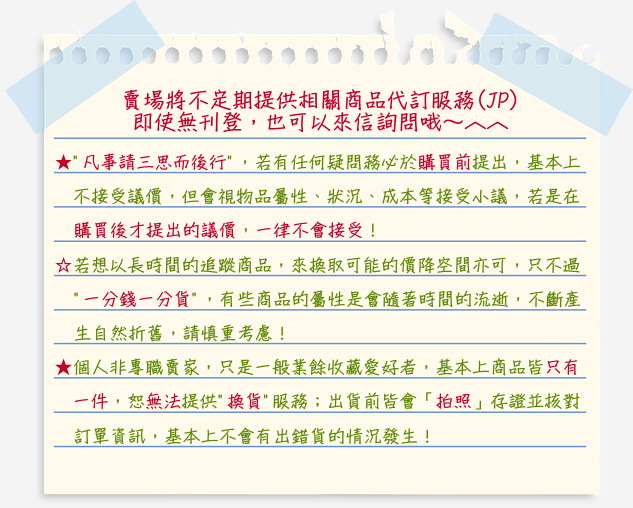 賣場將不定期提供相關商品代訂服務(JP)
即使無刊登，也可以來信詢問哦～︿︿
★"凡事請三思而後行"，若有任何疑問務必於購買前提出，基本上
不接受議價，但會視物品屬性、狀況、成本等接受小議，若是在
購買後才提出的議價，一律不會接受！
☆若想以長時間的追蹤商品，來換取可能的價降空間亦可，只不過
"一分錢一分貨"，有些商品的屬性是會隨著時間的流逝，不斷產
生自然折舊，請慎重考慮！
★個人非專職賣家，只是一般業餘收藏愛好者，基本上商品皆只有
一件，恕無法提供"換貨"服務；出貨前皆會「拍照」存證並核對
訂單資訊，基本上不會有出錯貨的情況發生！